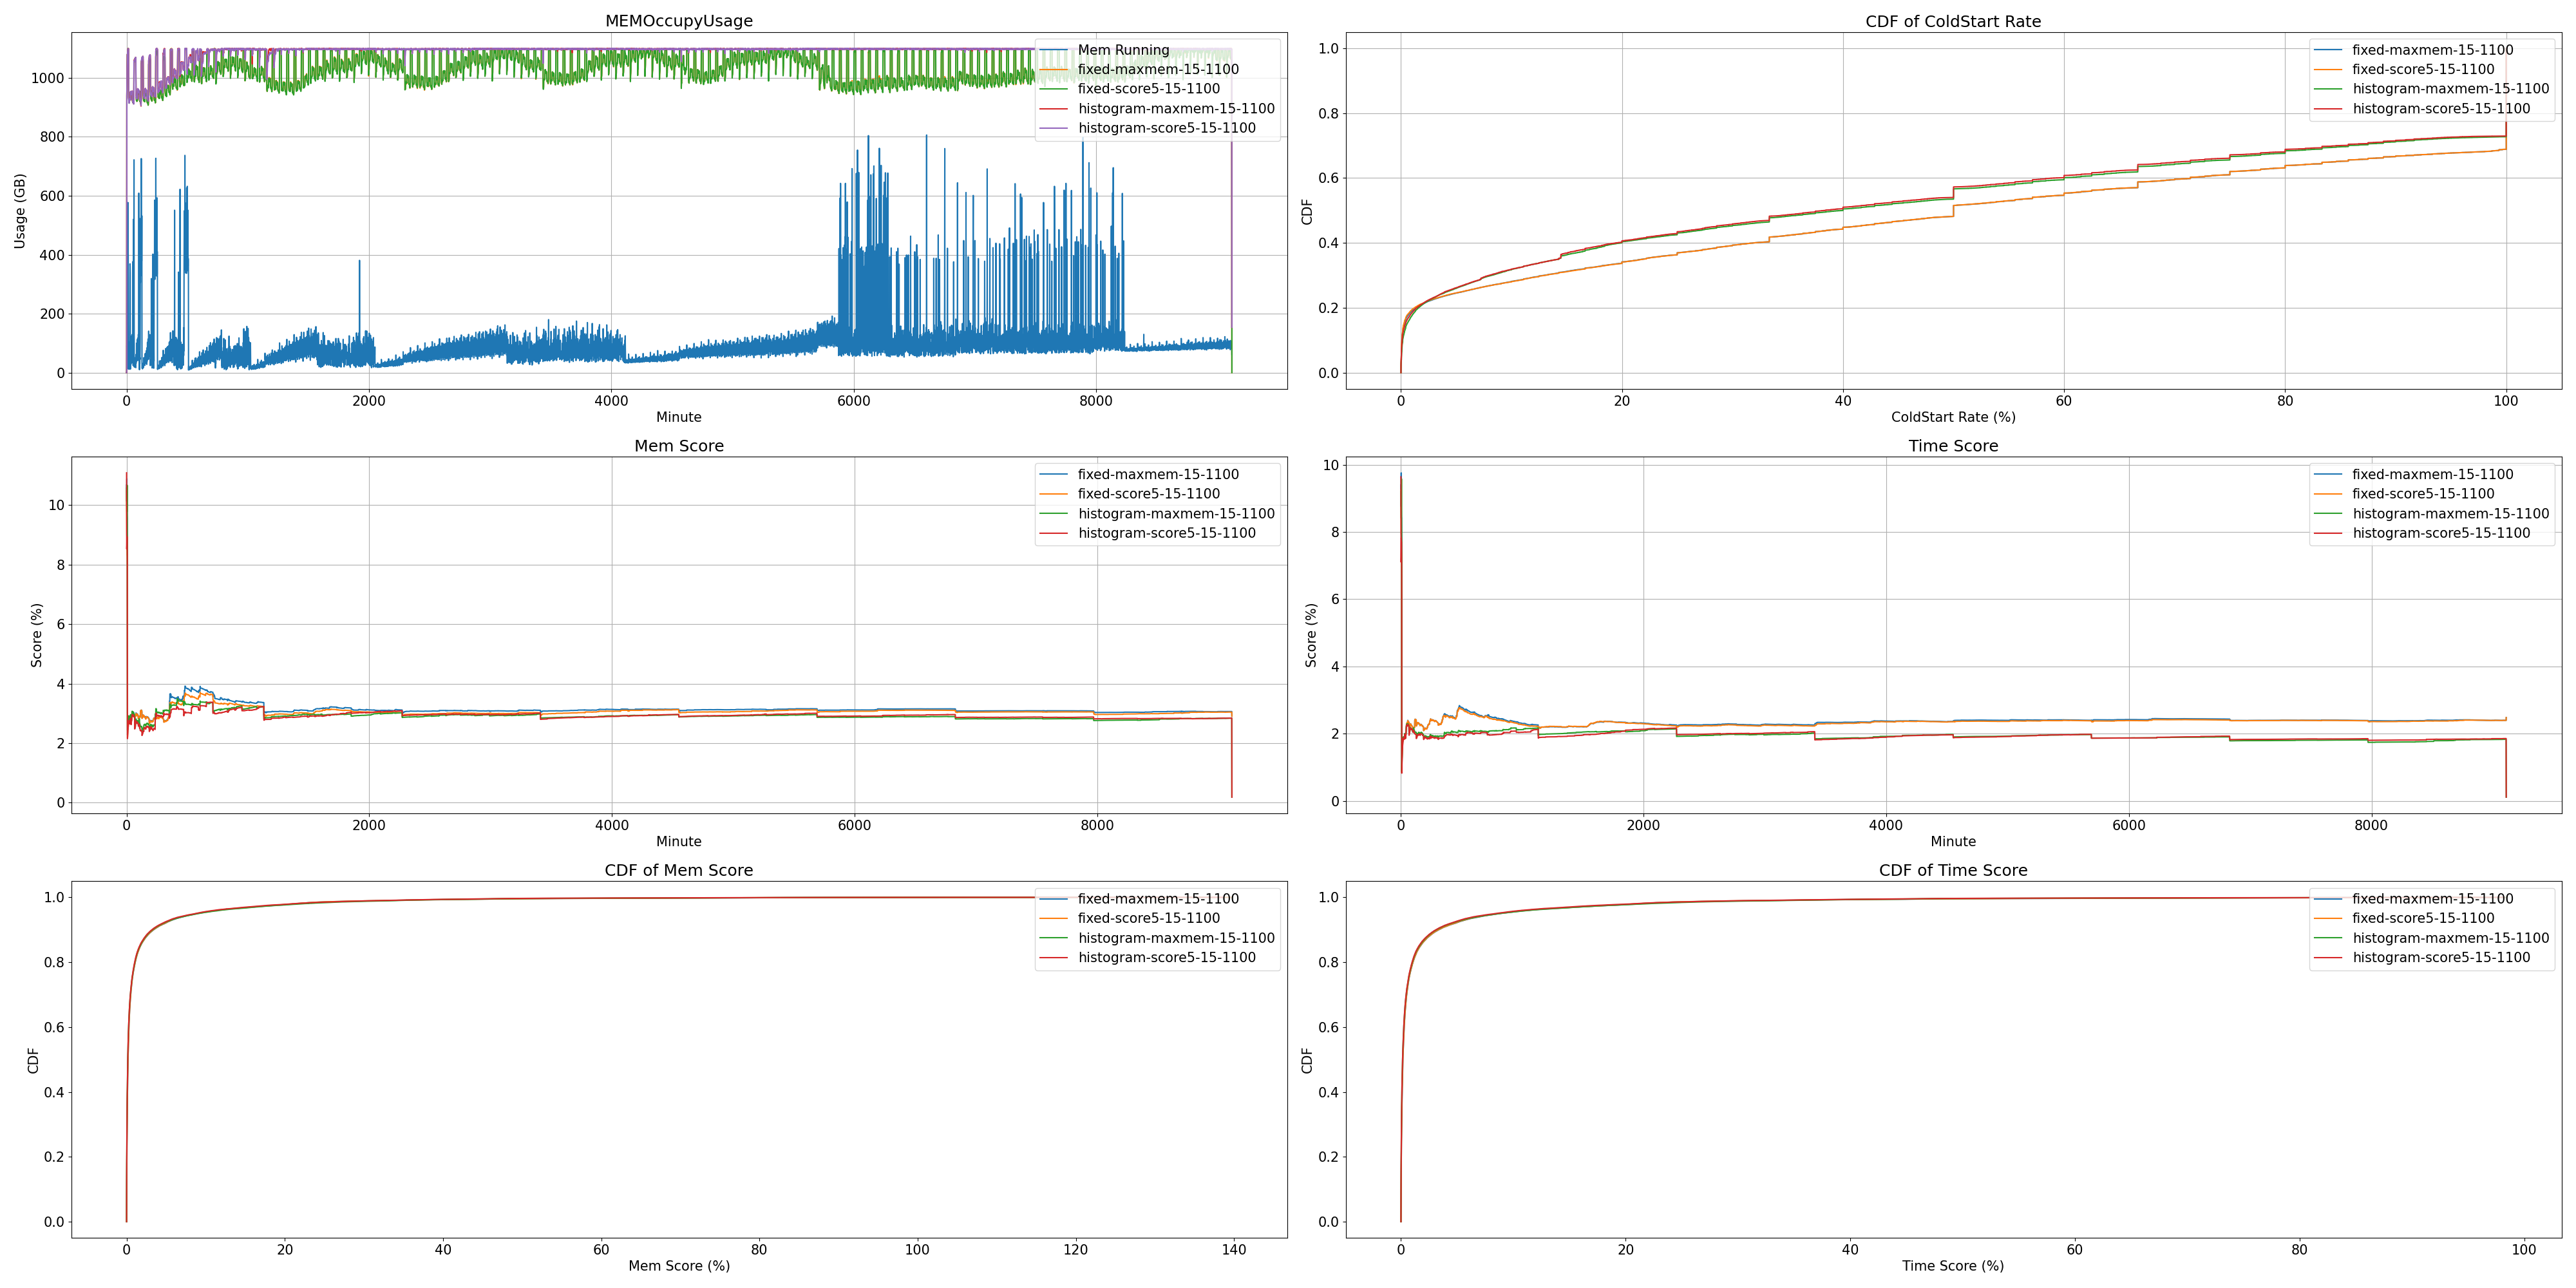 MEMOccupyUsage
Usage (GB)
1000
800
600
400
200
0
0 2000 4000 6000 8000
Minute
Mem Running
fixed-maxmem-15-1100
fixed-score5-15-1100
histogram-maxmem-15-1100
histogram-score5-15-1100
CDF of ColdStart Rate
CDF
1.0
0.8
0.6
0.4
0.2
0.0
0 20 40 60 80 100
ColdStart Rate (%)
fixed-maxmem-15-1100
fixed-score5-15-1100
histogram-maxmem-15-1100
histogram-score5-15-1100
Mem Score
Score (%)
10
8
6
4
2
0
0 2000 4000 6000 8000
Minute
fixed-maxmem-15-1100
fixed-score5-15-1100
histogram-maxmem-15-1100
histogram-score5-15-1100
Time Score
Score (%)
10
8
6
4
2
0
0 2000 4000 6000 8000
Minute
fixed-maxmem-15-1100
fixed-score5-15-1100
histogram-maxmem-15-1100
histogram-score5-15-1100
CDF of Mem Score
CDF
1.0
0.8
0.6
0.4
0.2
0.0
0 20 40 60 80 100 120 140
Mem Score (%)
fixed-maxmem-15-1100
fixed-score5-15-1100
histogram-maxmem-15-1100
histogram-score5-15-1100
CDF of Time Score
CDF
1.0
0.8
0.6
0.4
0.2
0.0
0 20 40 60 80 100
Time Score (%)
fixed-maxmem-15-1100
fixed-score5-15-1100
histogram-maxmem-15-1100
histogram-score5-15-1100